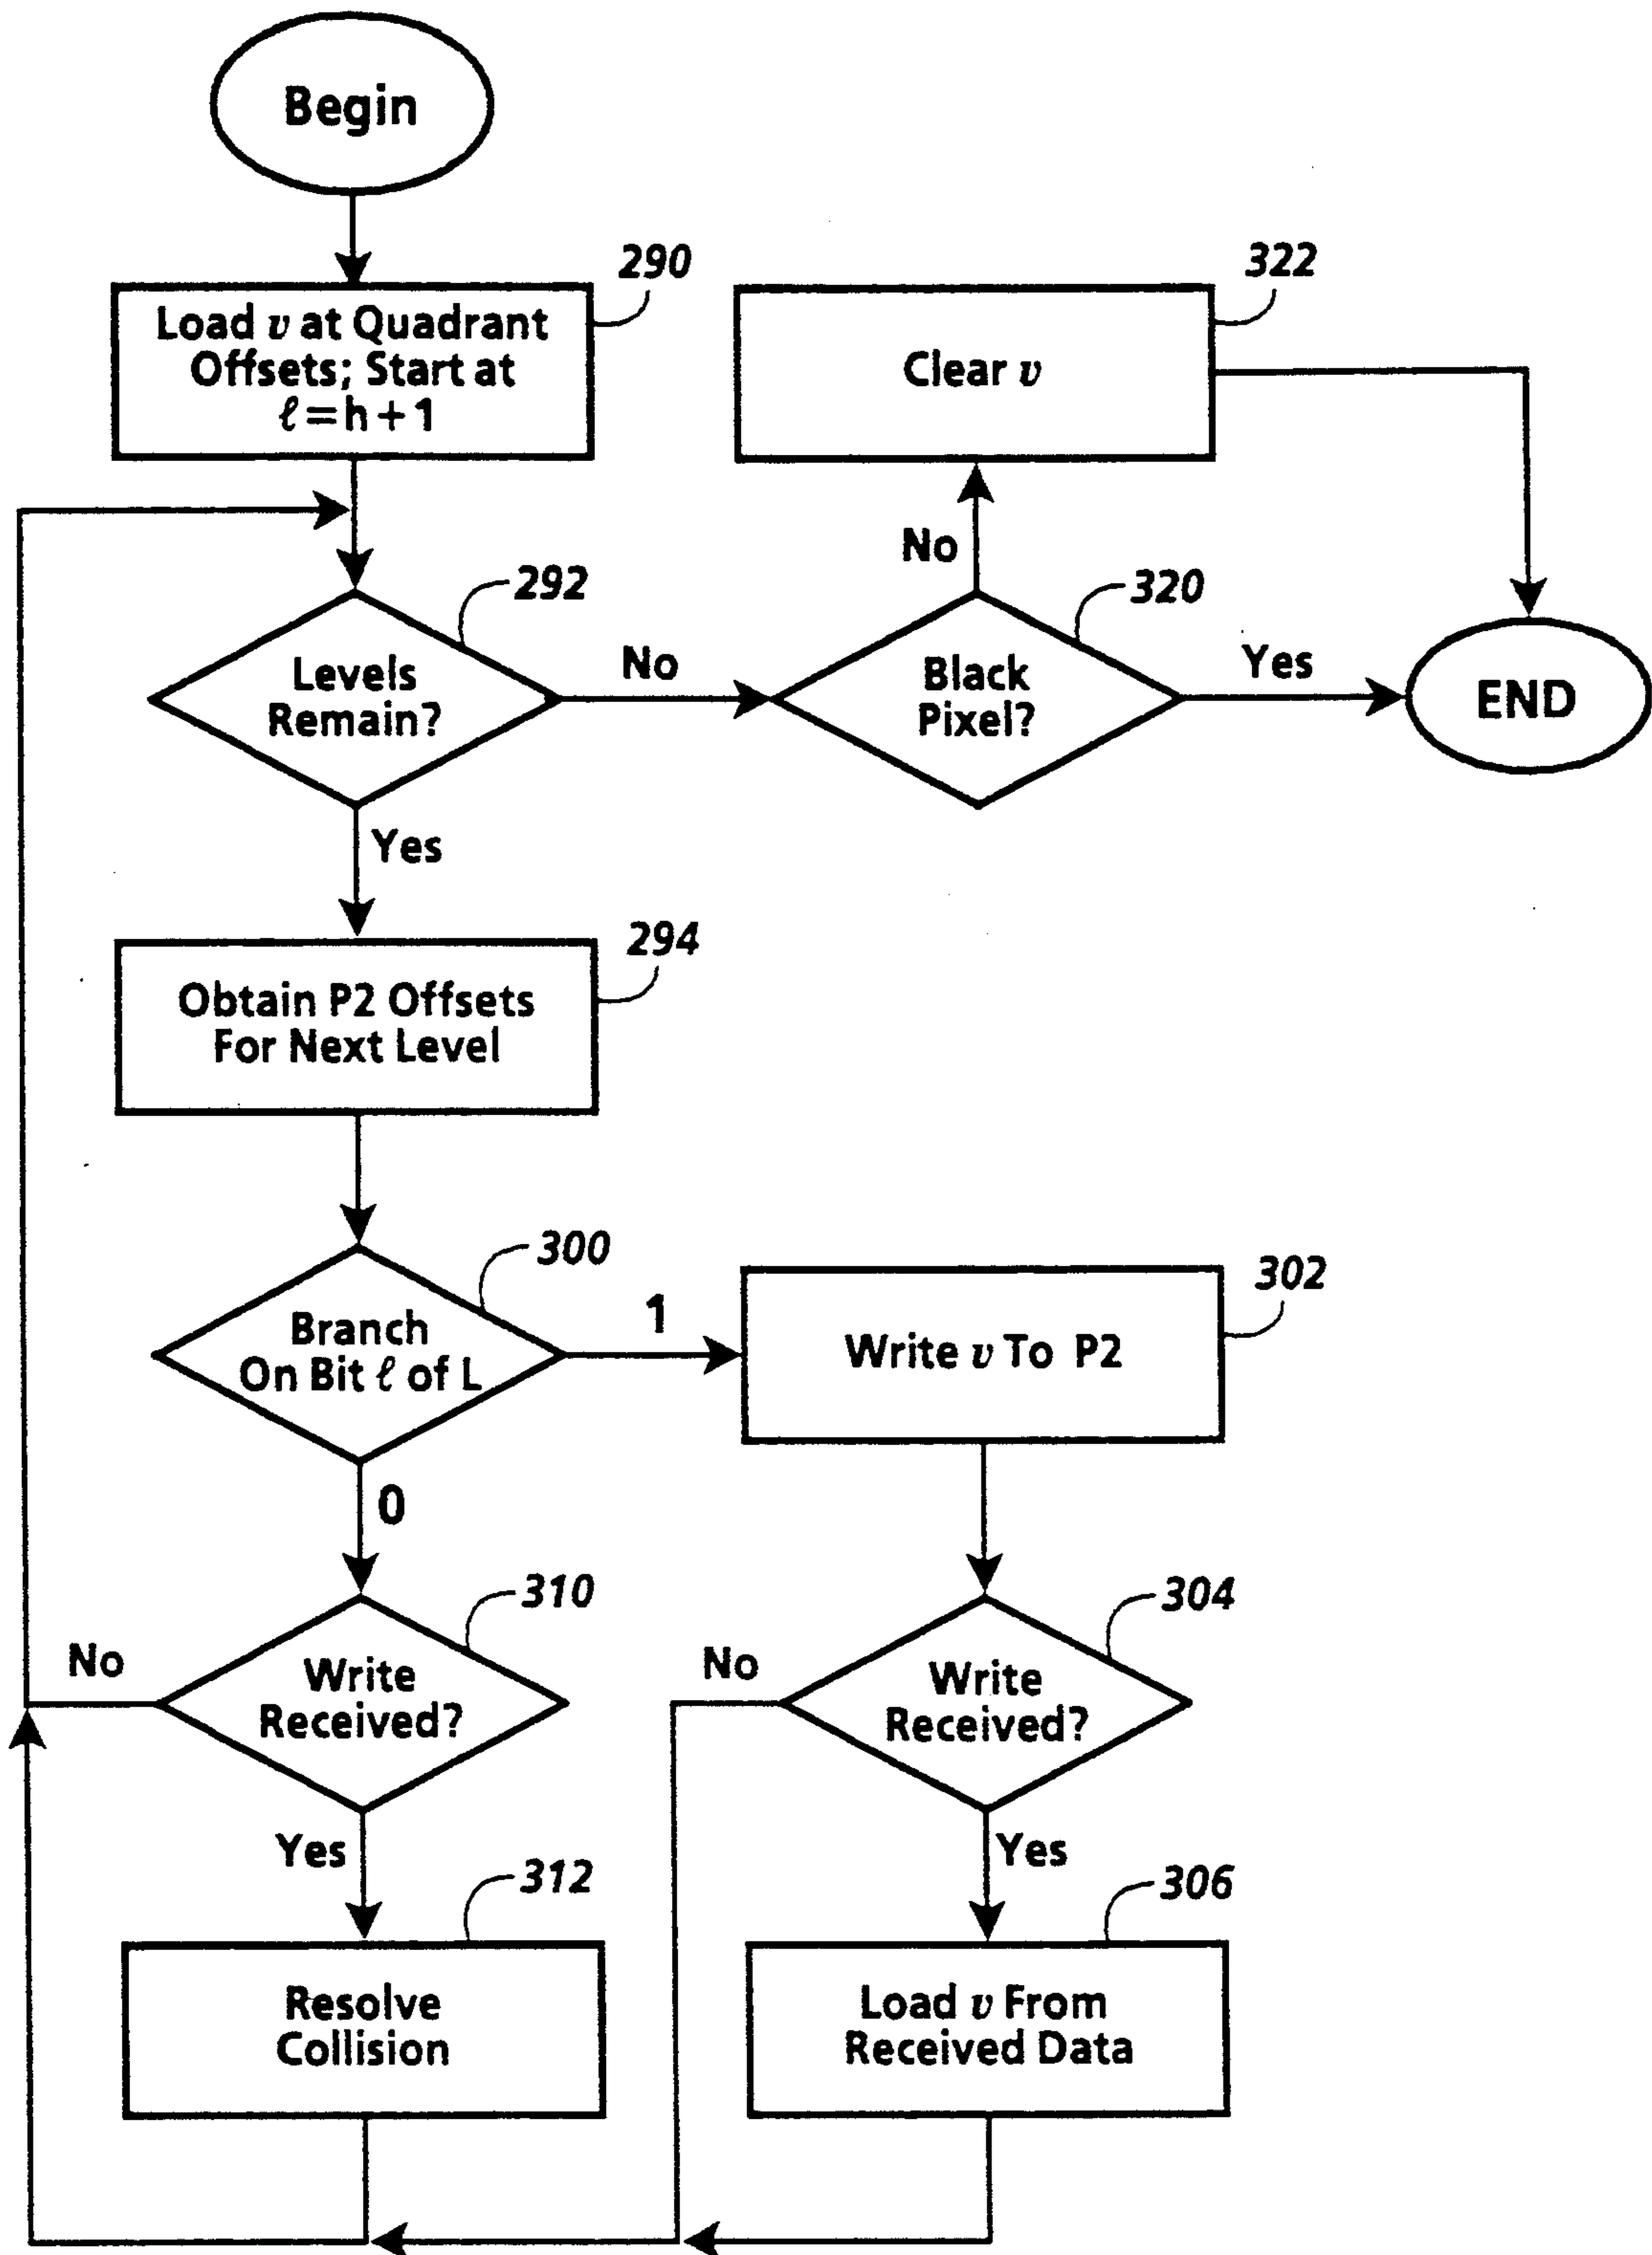 Begin
290
Load v at Quadrant
Offsets; Start at
ℓ=h+1
322
Clear v
No
292
Levels
Remain?
No
320
Black
Pixel?
Yes
END
Yes
294
Obtain P2 Offsets
For Next Level
300
Branch
On Bit ℓ of L
1
302
Write v To P2
0
310
Write
Received?
No
304
Write
Received?
No
Yes
312
Resolve
Collision
Yes
306
Load v From
Received Data